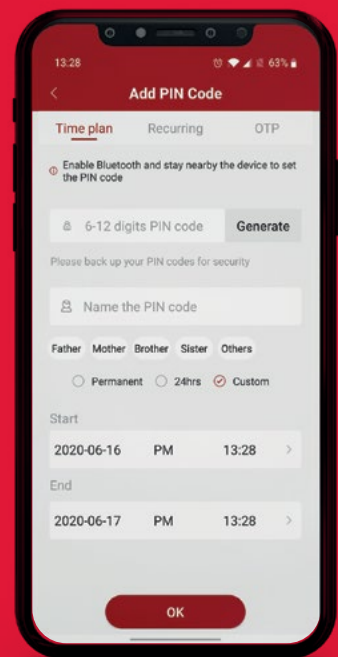 13:28 63%
Add PIN Code
Time plan Recurring OTP
Enable Bluetooth and stay nearby the device to set
the PIN code
6-12 digits PIN code Generate
Please back up your PIN codes for security
Name the PIN code
Father Mother Brother Sister Others
Permanent 24hrs Custom
Start
2020-06-16 PM 13:28
End
2020-06-17 PM 13:28
OK